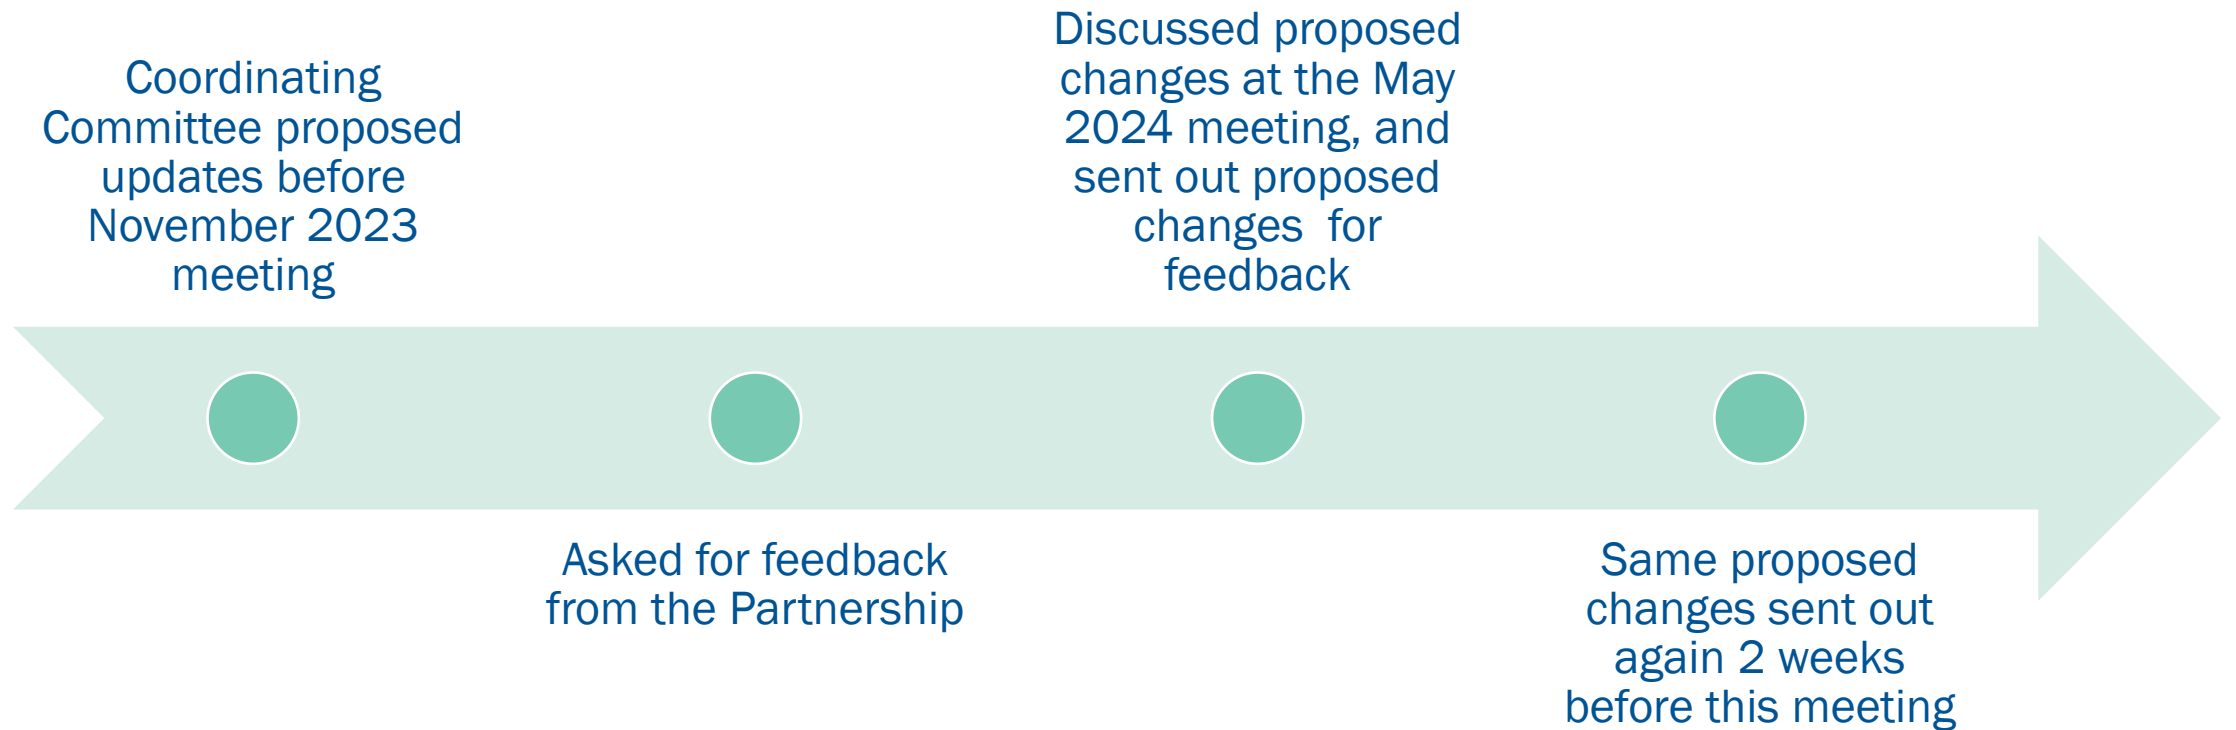 Coordinating
Committee proposed
updates before
November 2023
meeting
Asked for feedback
from the Partnership
Discussed proposed
changes at the May
2024 meeting, and
sent out proposed
changes  for
feedback
Same proposed
changes sent out
again 2 weeks
before this meeting